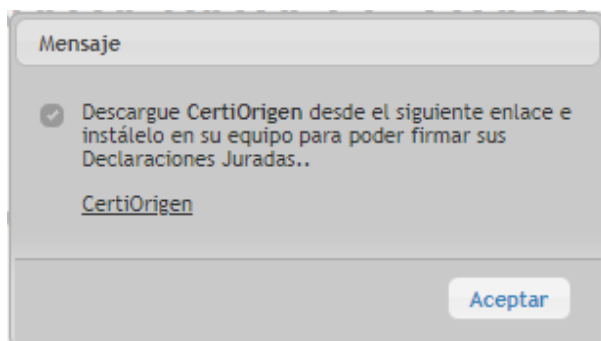 Mensaje
Descargue CertiOrigen desde el siguiente enlace e
instálelo en su equipo para poder firmar sus
Declaraciones Juradas..
CertiOrigen
Aceptar